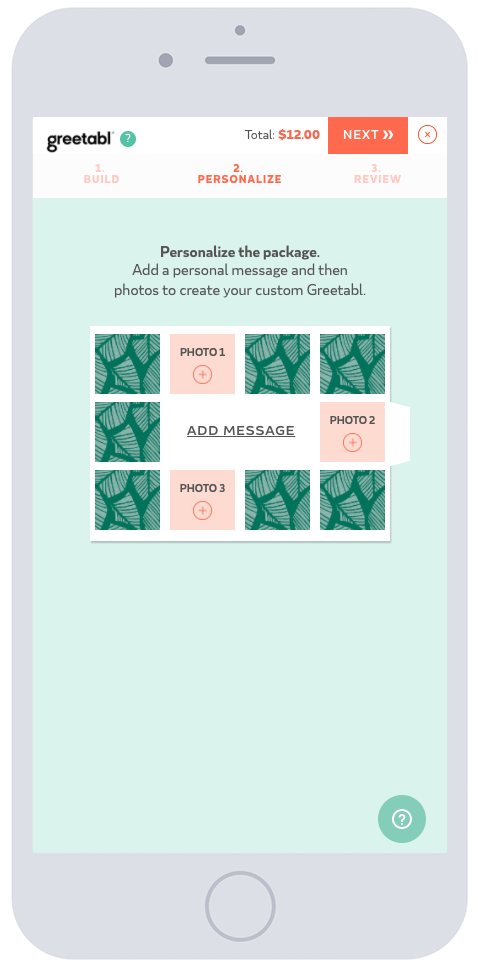 greetabl ?
Total: $12.00
NEXT »
1.
BUILD
2.
PERSONALIZE
3.
REVIEW
Personalize the package.
Add a personal message and then
photos to create your custom Greetabl.
PHOTO 1
ADD MESSAGE
PHOTO 2
PHOTO 3
?